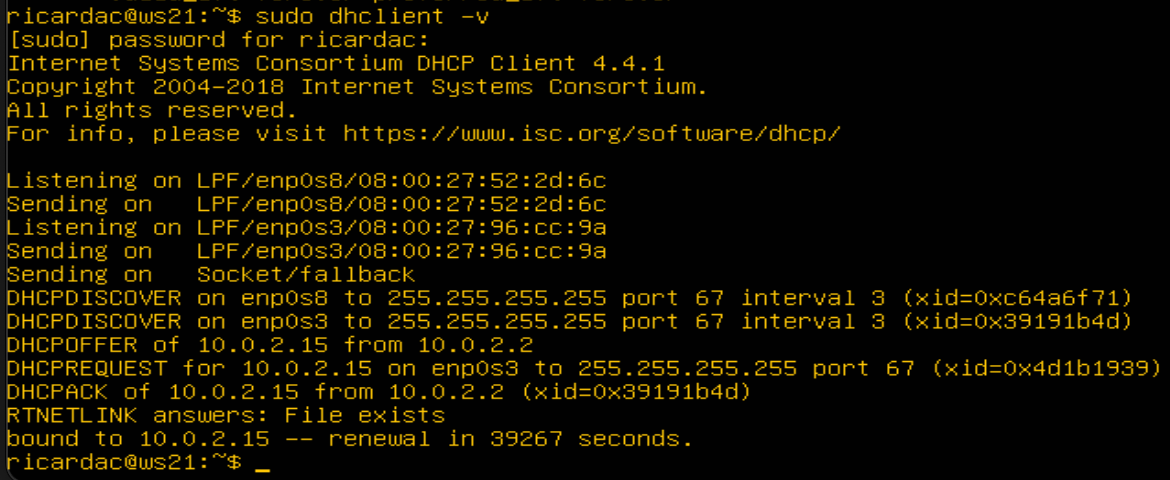 ricardac@ws21:~$ sudo dhclient -v
[sudo] password for ricardac:
Internet Systems Consortium DHCP Client 4.4.1
Copyright 2004-2018 Internet Systems Consortium.
All rights reserved.
For info, please visit https://www.isc.org/software/dhcp/
Listening on LPF/enp0s8/08:00:27:52:2d:6c
Sending on   LPF/enp0s8/08:00:27:52:2d:6c
Listening on LPF/enp0s3/08:00:27:96:cc:9a
Sending on   LPF/enp0s3/08:00:27:96:cc:9a
Sending on   Socket/fallback
DHCPDISCOVER on enp0s8 to 255.255.255.255 port 67 interval 3 (xid=0xc64a6f71)
DHCPDISCOVER on enp0s3 to 255.255.255.255 port 67 interval 3 (xid=0x39191b4d)
DHCPOFFER of 10.0.2.15 from 10.0.2.2
DHCPREQUEST for 10.0.2.15 on enp0s3 to 255.255.255.255 port 67 (xid=0x4d1b1939)
DHCPACK of 10.0.2.15 from 10.0.2.2 (xid=0x39191b4d)
RTNETLINK answers: File exists
bound to 10.0.2.15 -- renewal in 39267 seconds.
ricardac@ws21:~$ _